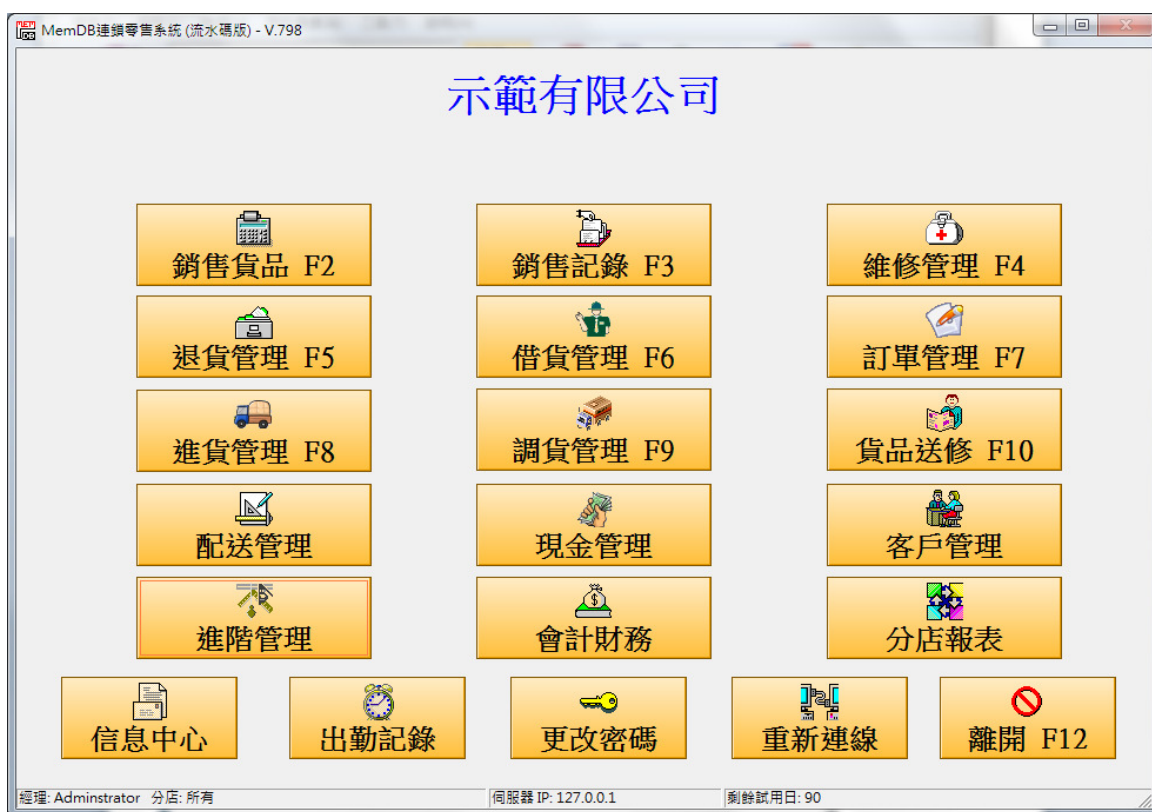 MemDB連鎖零售系統 (流水碼版) - V.798
示範有限公司
銷售貨品 F2
銷售記錄 F3
維修管理 F4
退貨管理 F5
借貨管理 F6
訂單管理 F7
進貨管理 F8
調貨管理 F9
貨品送修 F10
配送管理
現金管理
客戶管理
進階管理
會計財務
分店報表
信息中心
出勤記錄
更改密碼
重新連線
離開 F12
經理: Adminstrator 分店: 所有
伺服器 IP: 127.0.0.1
剩餘試用日: 90